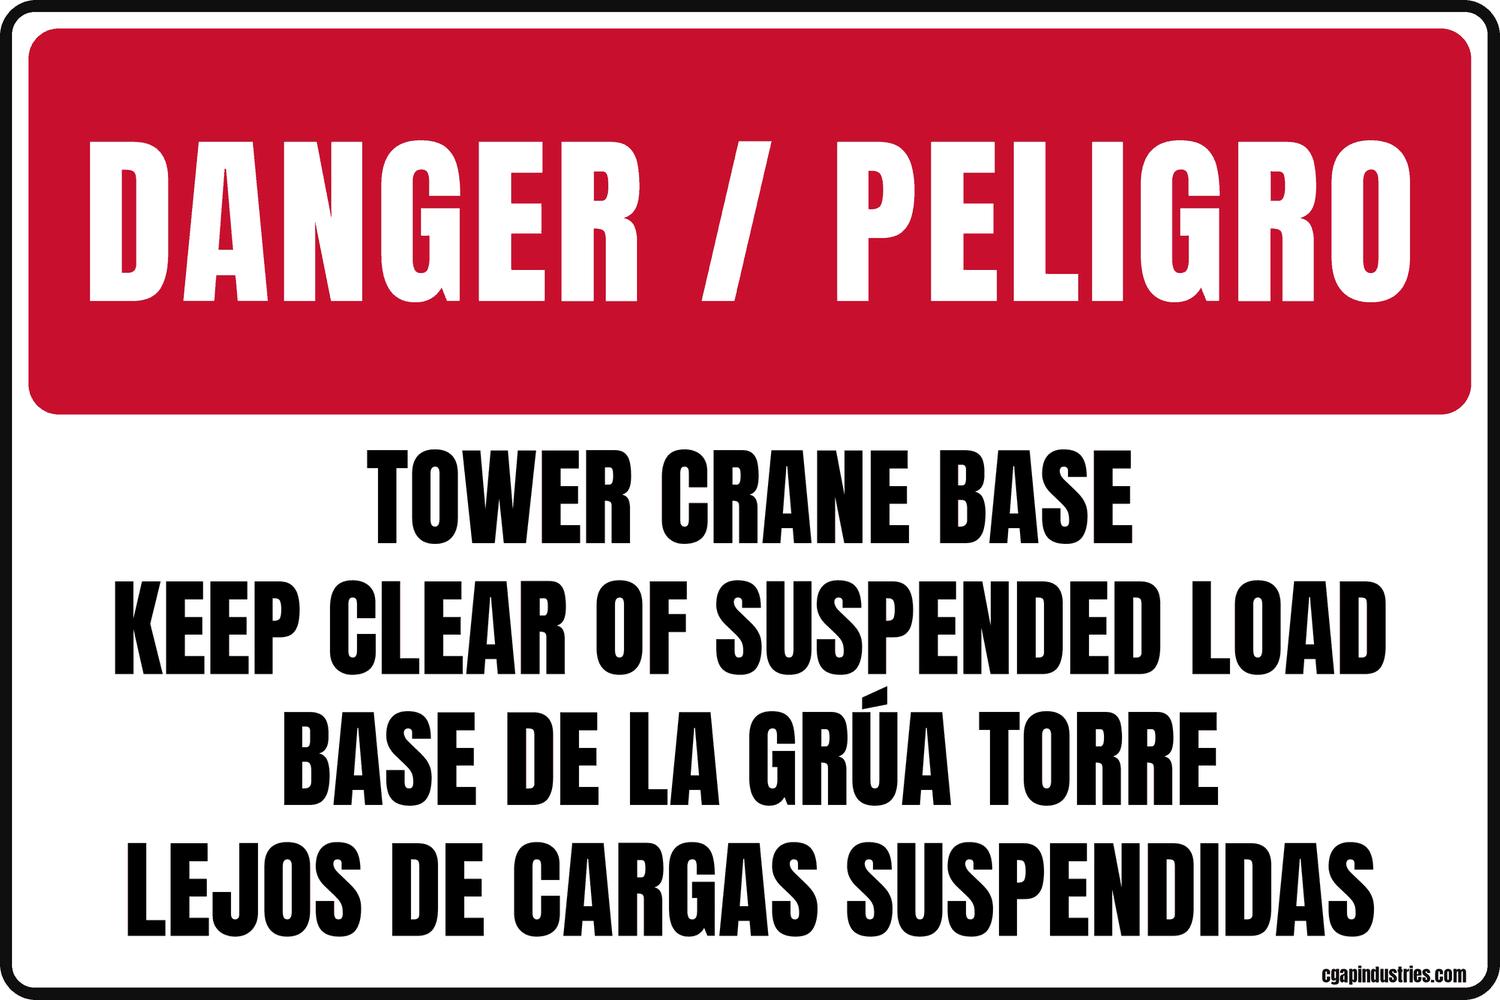 DANGER / PELIGRO
TOWER CRANE BASE
KEEP CLEAR OF SUSPENDED LOAD
BASE DE LA GRÚA TORRE
LEJOS DE CARGAS SUSPENDIDAS
cgapindustries.com